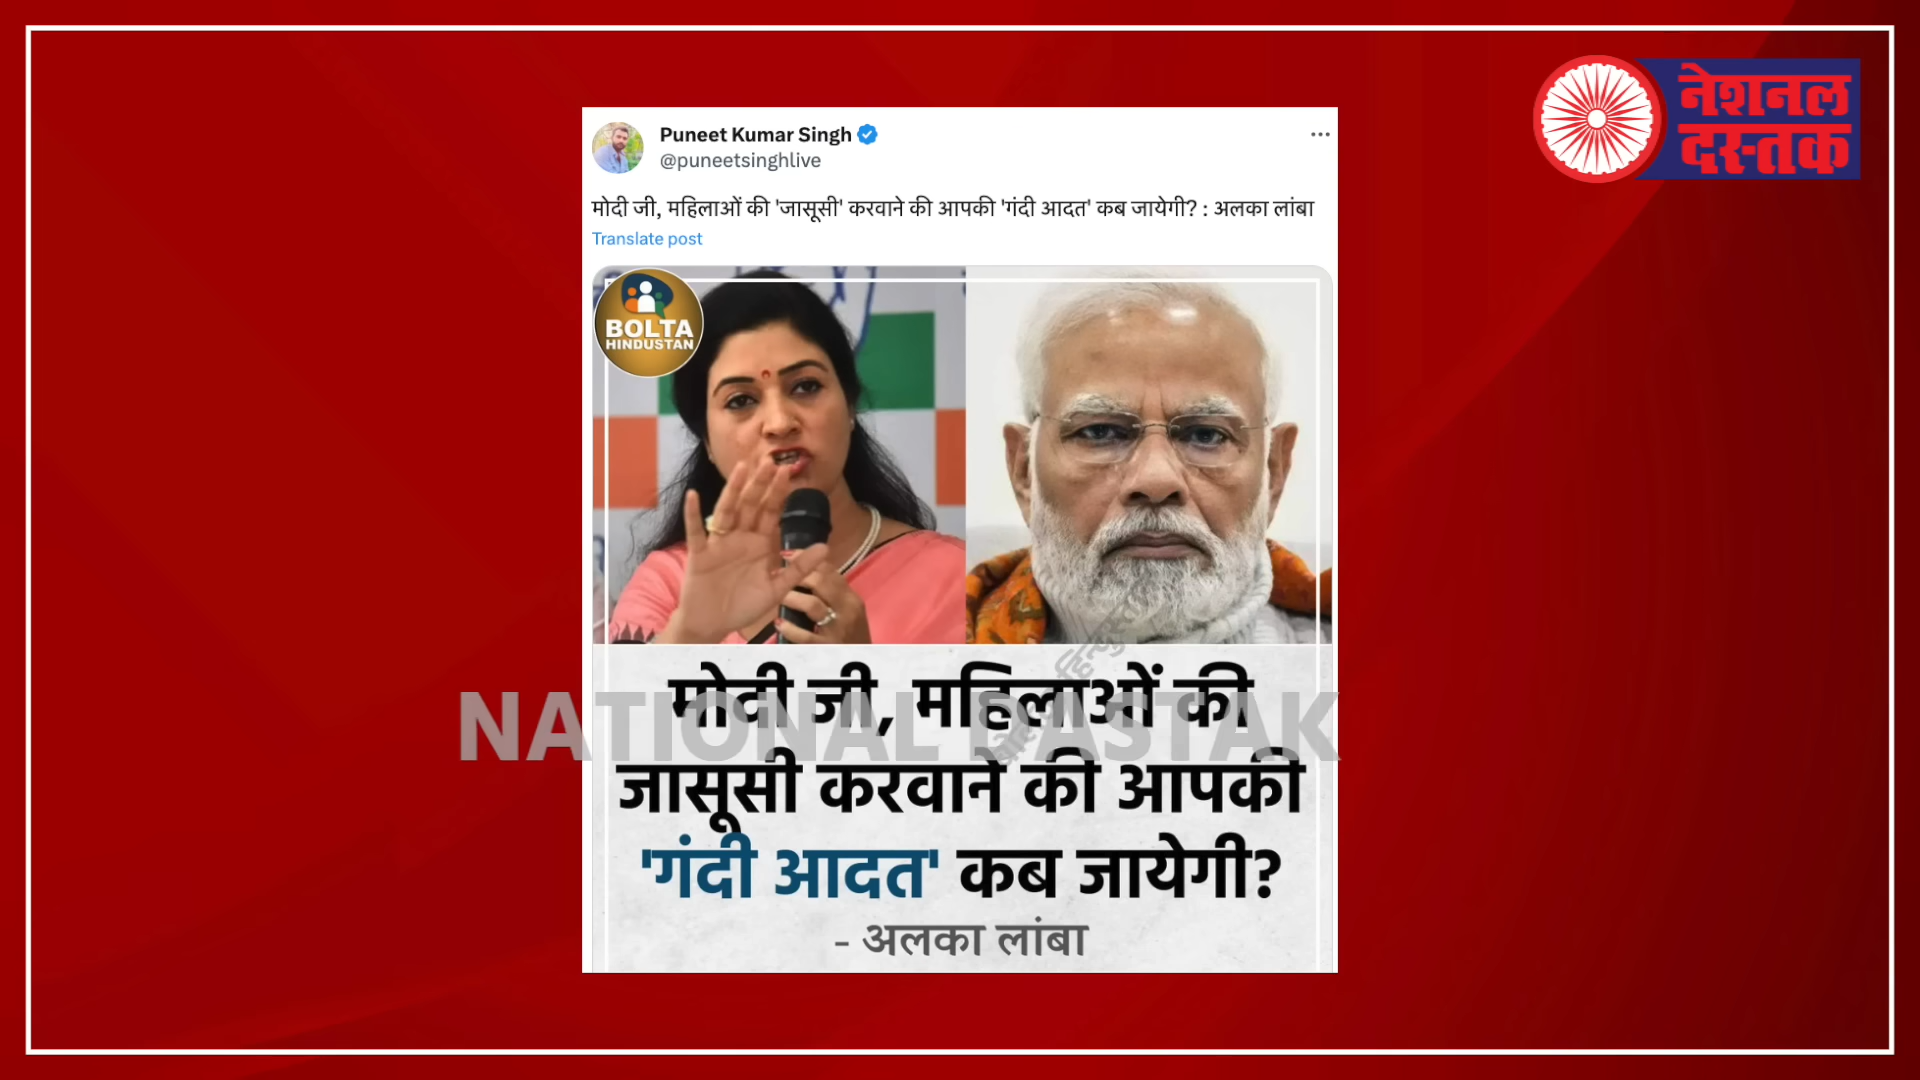 नेशनल
दस्तक
Puneet Kumar Singh
@puneetsinghlive
मोदी जी, महिलाओं की 'जासूसी' करवाने की आपकी 'गंदी आदत' कब जायेगी? : अलका लांबा
Translate post
BOLTA
HINDUSTAN
मोदी जी, महिलाओं की
NATIONAL DASTAK
जासूसी करवाने की आपकी
'गंदी आदत' कब जायेगी?
- अलका लांबा